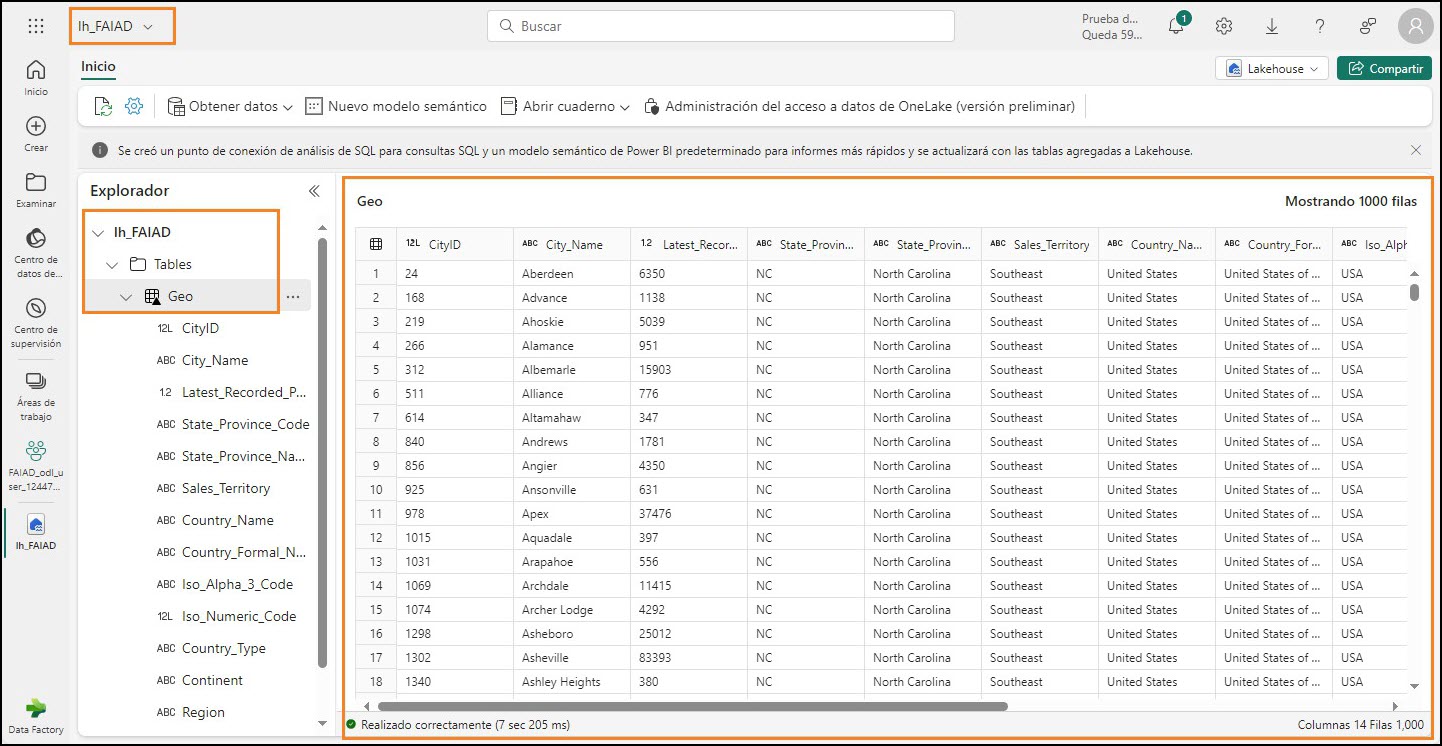 lh_FAIAD
Buscar
Prueba d...
Queda 59...
1
Inicio
Crear
Examinar
Centro de
datos de...
Centro de
supervisión
Áreas de
trabajo
FAIAD_odl_u
ser_12447...
lh_FAIAD
Data Factory
Inicio
Lakehouse
Compartir
Obtener datos
Nuevo modelo semántico
Abrir cuaderno
Administración del acceso a datos de OneLake (versión preliminar)
Se creó un punto de conexión de análisis de SQL para consultas SQL y un modelo semántico de Power BI predeterminado para informes más rápidos y se actualizará con las tablas agregadas a Lakehouse.
Explorador
lh_FAIAD
Tables
Geo
12L CityID
ABC City_Name
1.2 Latest_Recorded_P...
ABC State_Province_Code
ABC State_Province_Na...
ABC Sales_Territory
ABC Country_Name
ABC Country_Formal_N...
ABC Iso_Alpha_3_Code
12L Iso_Numeric_Code
ABC Country_Type
ABC Continent
ABC Region
Geo Mostrando 1000 filas
12L CityID ABC City_Name 1.2 Latest_Recor... ABC State_Provin... ABC State_Provin... ABC Sales_Territory ABC Country_Na... ABC Country_For... ABC Iso_Alph
1 24 Aberdeen 6350 NC North Carolina Southeast United States United States of ... USA
2 168 Advance 1138 NC North Carolina Southeast United States United States of ... USA
3 219 Ahoskie 5039 NC North Carolina Southeast United States United States of ... USA
4 266 Alamance 951 NC North Carolina Southeast United States United States of ... USA
5 312 Albemarle 15903 NC North Carolina Southeast United States United States of ... USA
6 511 Alliance 776 NC North Carolina Southeast United States United States of ... USA
7 614 Altamahaw 347 NC North Carolina Southeast United States United States of ... USA
8 840 Andrews 1781 NC North Carolina Southeast United States United States of ... USA
9 856 Angier 4350 NC North Carolina Southeast United States United States of ... USA
10 925 Ansonville 631 NC North Carolina Southeast United States United States of ... USA
11 978 Apex 37476 NC North Carolina Southeast United States United States of ... USA
12 1015 Aquadale 397 NC North Carolina Southeast United States United States of ... USA
13 1031 Arapahoe 556 NC North Carolina Southeast United States United States of ... USA
14 1069 Archdale 11415 NC North Carolina Southeast United States United States of ... USA
15 1074 Archer Lodge 4292 NC North Carolina Southeast United States United States of ... USA
16 1298 Asheboro 25012 NC North Carolina Southeast United States United States of ... USA
17 1302 Asheville 83393 NC North Carolina Southeast United States United States of ... USA
18 1340 Ashley Heights 380 NC North Carolina Southeast United States United States of ... USA
Realizado correctamente (7 sec 205 ms) Columnas 14 Filas 1,000